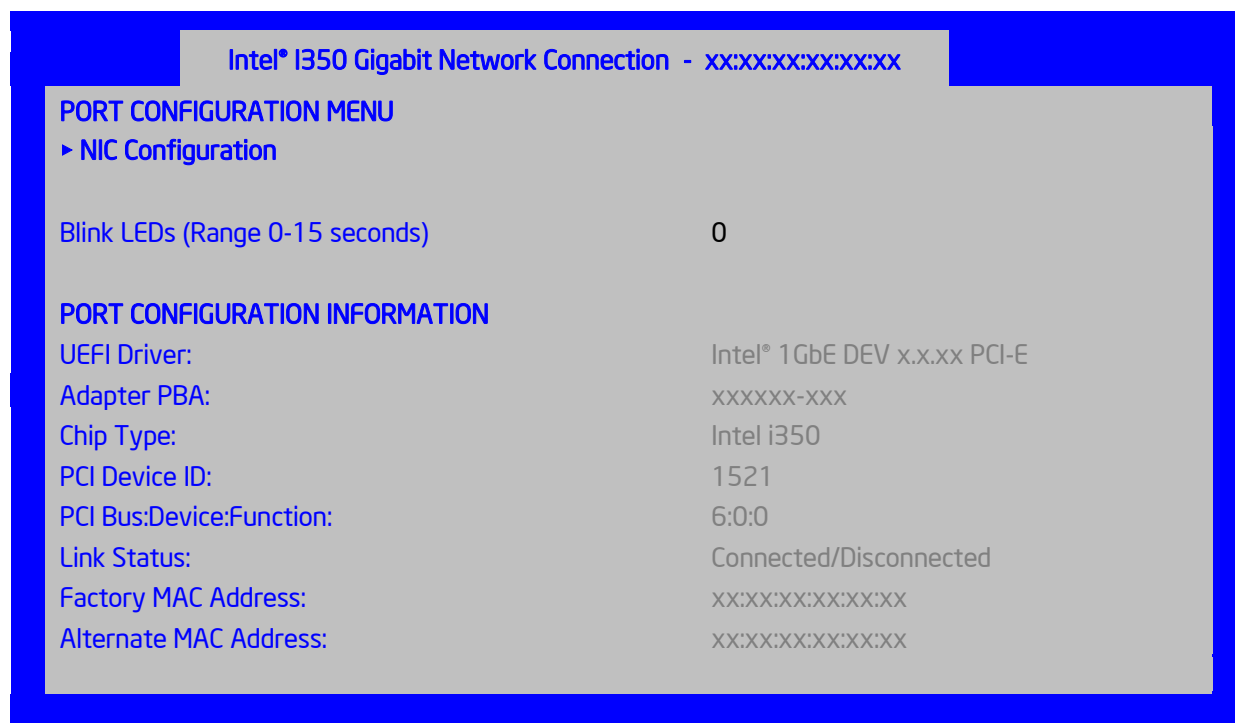 Intel® I350 Gigabit Network Connection - xx:xx:xx:xx:xx:xx
PORT CONFIGURATION MENU
► NIC Configuration
Blink LEDs (Range 0-15 seconds) 0
PORT CONFIGURATION INFORMATION
UEFI Driver: Intel® 1GbE DEV x.x.xx PCI-E
Adapter PBA: xxxxxx-xxx
Chip Type: Intel i350
PCI Device ID: 1521
PCI Bus:Device:Function: 6:0:0
Link Status: Connected/Disconnected
Factory MAC Address: xx:xx:xx:xx:xx:xx
Alternate MAC Address: xx:xx:xx:xx:xx:xx